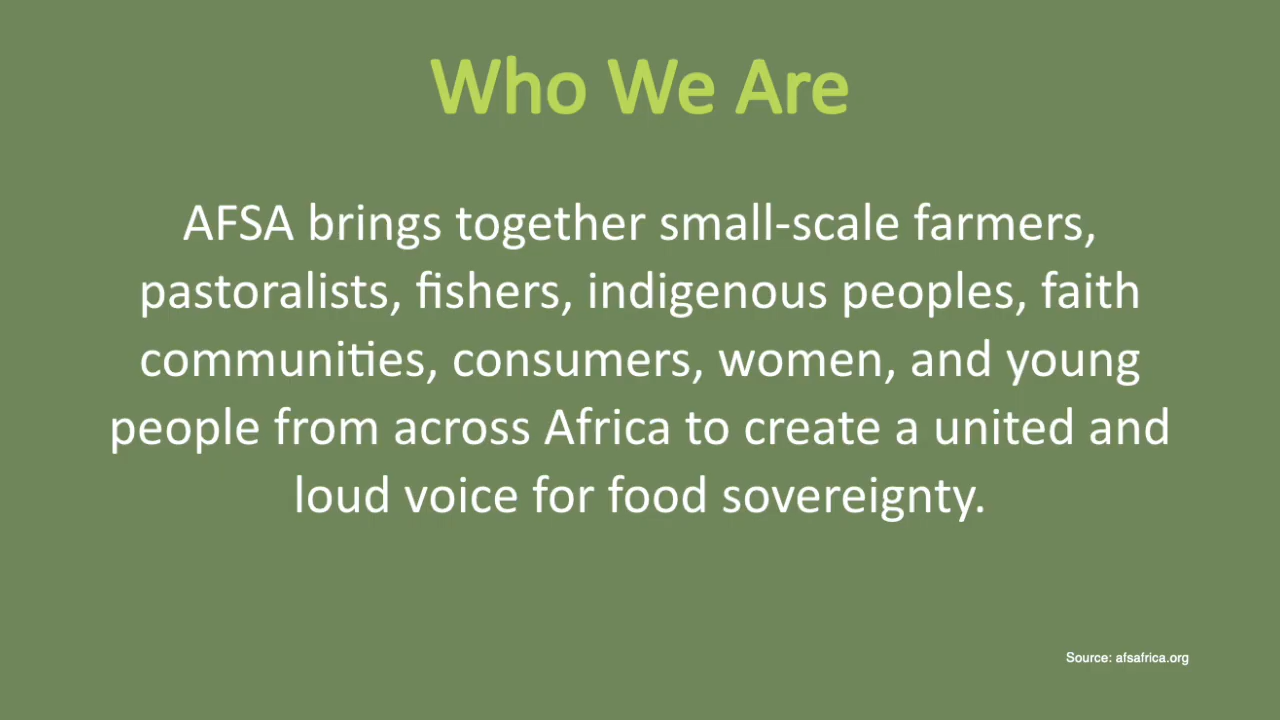 Who We Are
AFSA brings together small-scale farmers,
pastoralists, fishers, indigenous peoples, faith
communities, consumers, women, and young
people from across Africa to create a united and
loud voice for food sovereignty.
Source: afsafrica.org